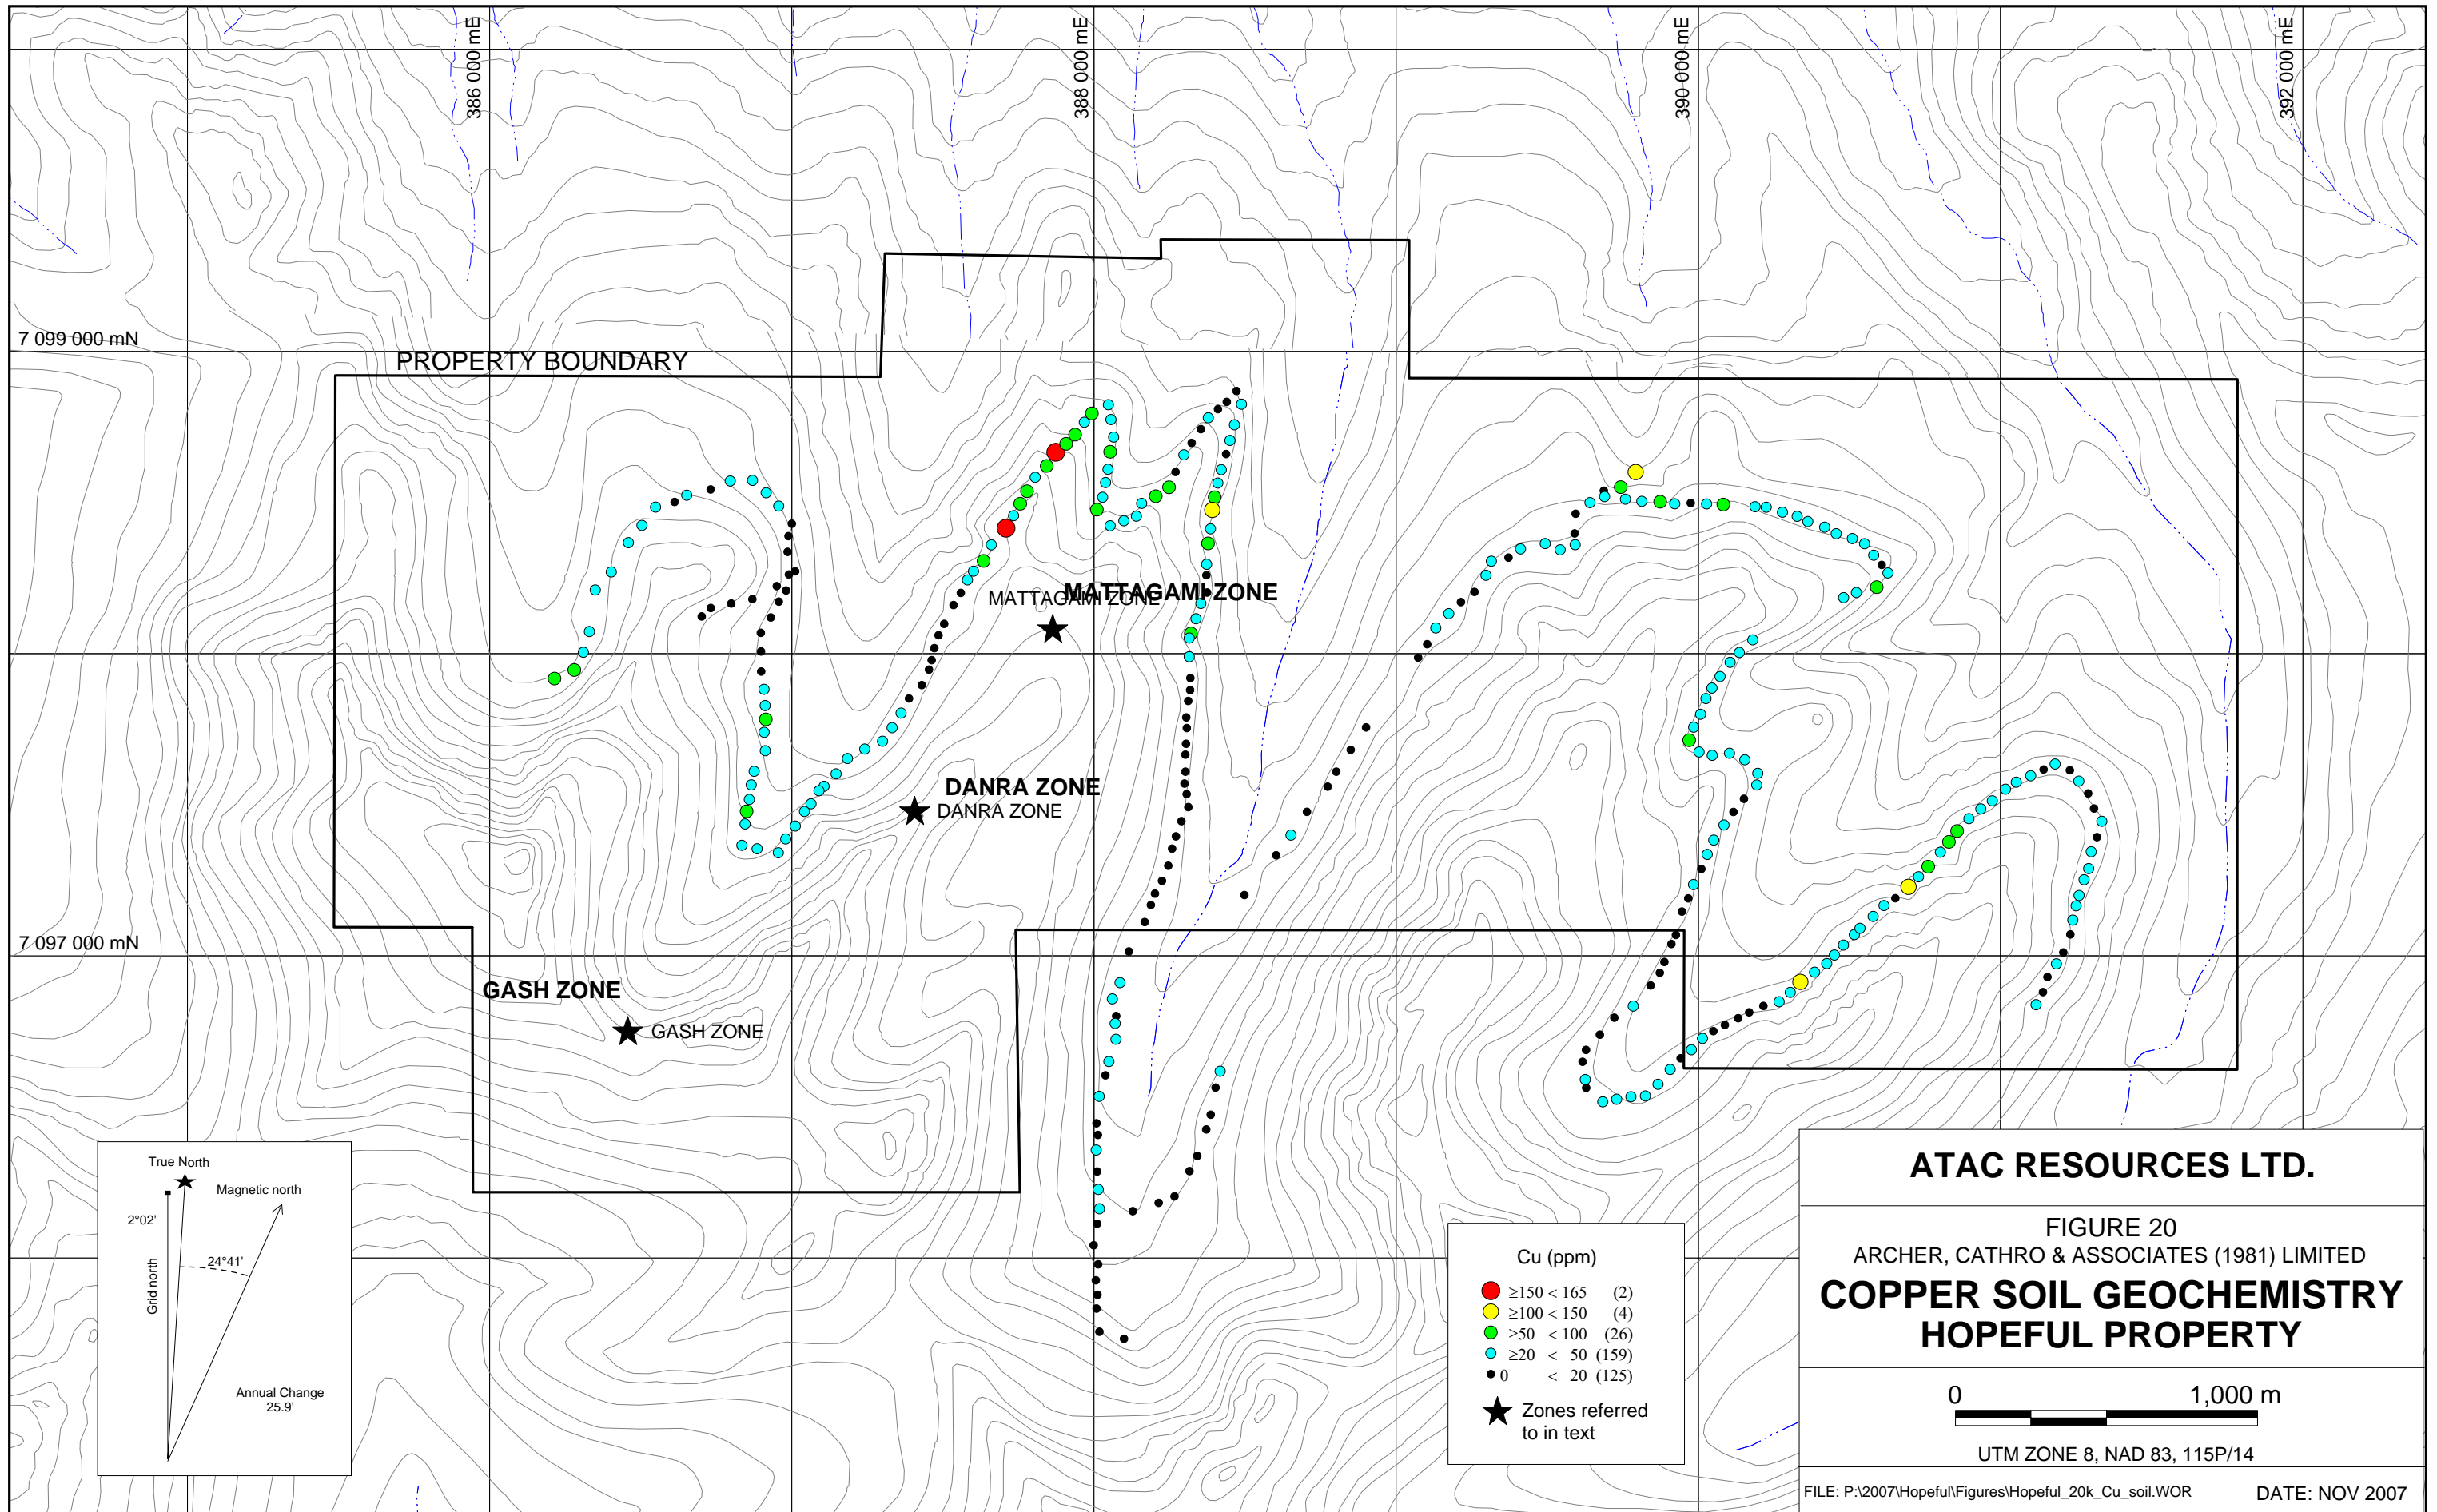 386 000 mE
388 000 mE
390 000 mE
392 000 mE
7 099 000 mN
PROPERTY BOUNDARY
MATTAGAMI ZONE
MATTAGAMI ZONE
DANRA ZONE
DANRA ZONE
7 097 000 mN
GASH ZONE
GASH ZONE
True North
Magnetic north
2°02'
24°41'
Grid north
Annual Change
25.9'
Cu (ppm)
≥150 < 165 (2)
≥100 < 150 (4)
≥50 < 100 (26)
≥20 < 50 (159)
0 < 20 (125)
Zones referred
to in text
ATAC RESOURCES LTD.
FIGURE 20
ARCHER, CATHRO & ASSOCIATES (1981) LIMITED
COPPER SOIL GEOCHEMISTRY
HOPEFUL PROPERTY
0 1,000 m
UTM ZONE 8, NAD 83, 115P/14
FILE: P:\2007\Hopeful\Figures\Hopeful_20k_Cu_soil.WOR DATE: NOV 2007